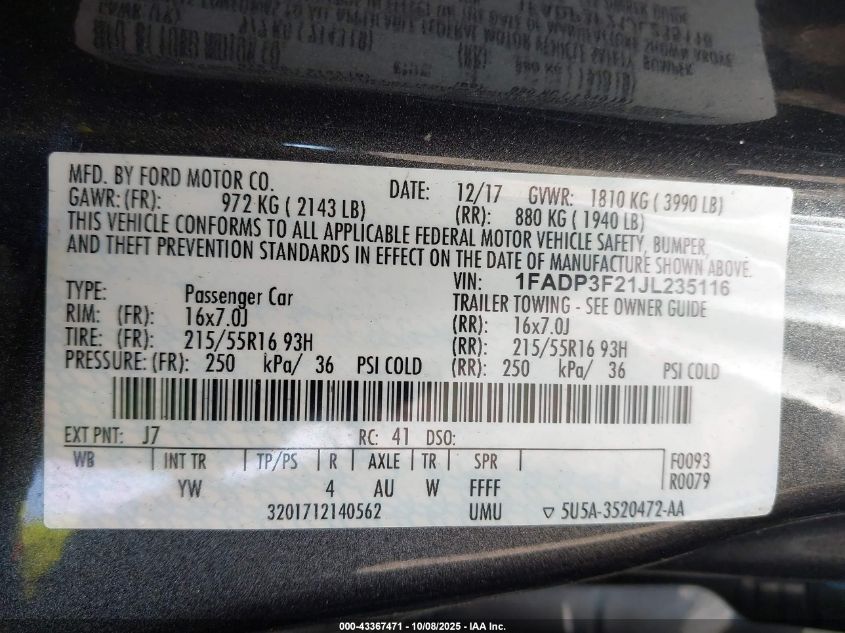 MFD. BY FORD MOTOR CO. DATE: 12/17 GVWR: 1810 KG ( 3990 LB)
GAWR: (FR): 972 KG ( 2143 LB) (RR): 880 KG ( 1940 LB)
THIS VEHICLE CONFORMS TO ALL APPLICABLE FEDERAL MOTOR VEHICLE SAFETY, BUMPER,
AND THEFT PREVENTION STANDARDS IN EFFECT ON THE DATE OF MANUFACTURE SHOWN ABOVE.
VIN: 1FADP3F21JL235116
TYPE: Passenger Car TRAILER TOWING - SEE OWNER GUIDE
RIM: (FR): 16x7.0J (RR): 16x7.0J
TIRE: (FR): 215/55R16 93H (RR): 215/55R16 93H
PRESSURE: (FR): 250 kPa/ 36 PSI COLD (RR): 250 kPa/ 36 PSI COLD
EXT PNT: J7 RC: 41 DSO:
WB INT TR TP/PS R AXLE TR SPR F0093
YW 4 AU W FFFF R0079
3201712140562 UMU ▽ 5U5A-3520472-AA
000-43367471 - 10/08/2025 - IAA Inc.